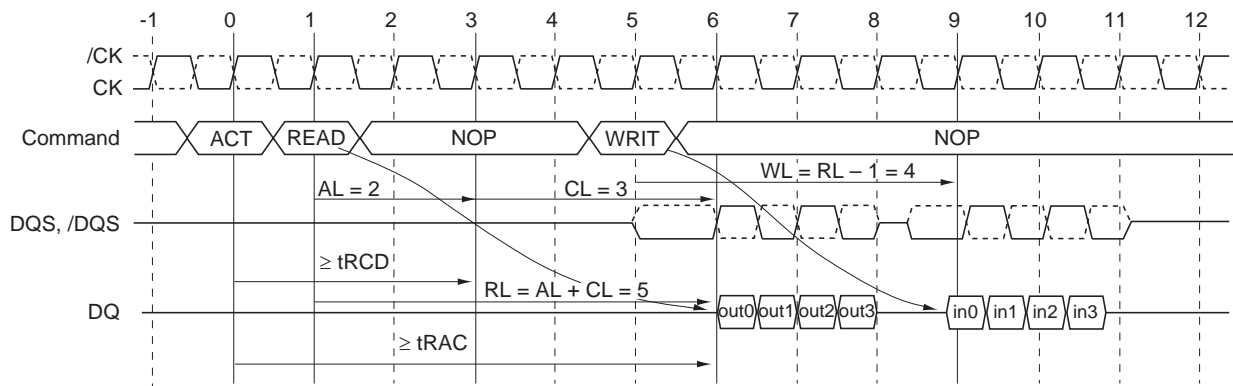 -1 0 1 2 3 4 5 6 7 8 9 10 11 12
/CK
CK
Command ACT READ NOP WRIT NOP
WL = RL – 1 = 4
AL = 2 CL = 3
DQS, /DQS
≥ tRCD
RL = AL + CL = 5
DQ out0 out1 out2 out3 in0 in1 in2 in3
≥ tRAC